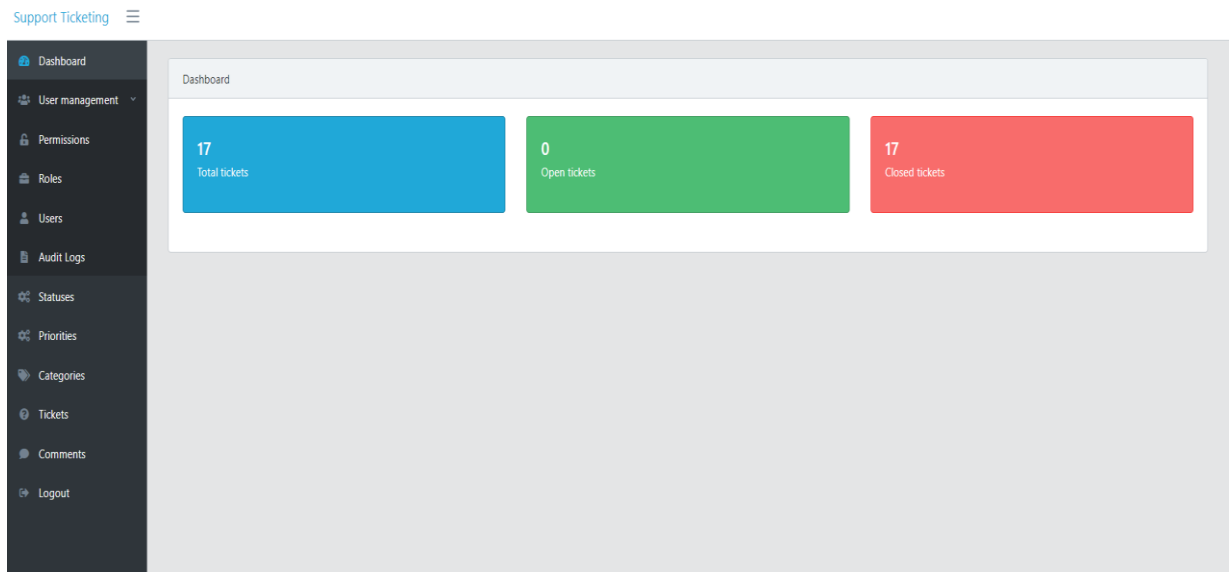 Support Ticketing
Dashboard
User management
Permissions
Roles
Users
Audit Logs
Statuses
Priorities
Categories
Tickets
Comments
Logout
Dashboard
17
Total tickets
0
Open tickets
17
Closed tickets